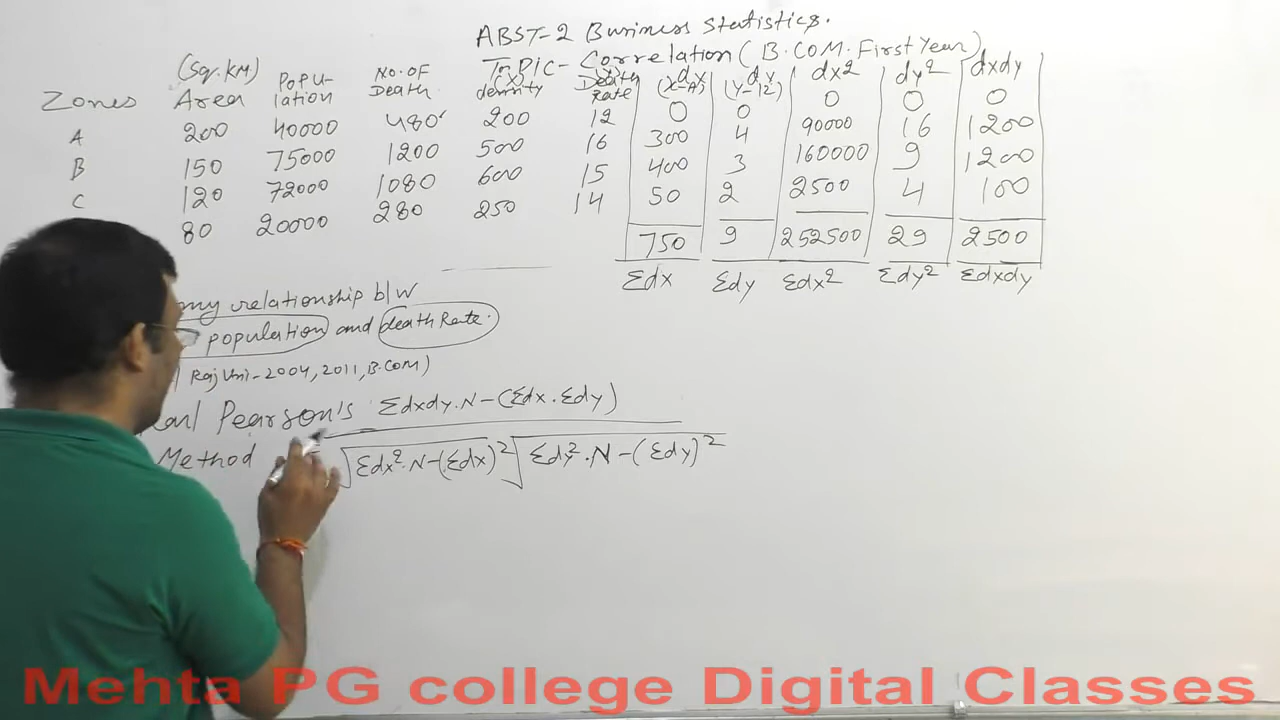 ABST-2 Business Statistics.
TOPIC- Correlation (B.COM. First Year)
Zones (Sq.KM) Area Popu-lation No. OF Death (X) density Death Rate dx (X-A) dy (Y-12) dx2 dy2 dxdy
A 200 40000 480 200 12 0 0 0 0 0
B 150 75000 1200 500 16 300 4 90000 16 1200
C 120 72000 1080 600 15 400 3 160000 9 1200
80 20000 280 250 14 50 2 2500 4 100
750 9 252500 29 2500
Σdx Σdy Σdx2 Σdy2 Σdxdy
any relationship b/w
population and death Rate.
Raj Uni-2004, 2011, B.COM)
Karl Pearson's Σdxdy.N-(Σdx.Σdy)
Method √Σdx2.N-(Σdx)2 √Σdy2.N-(Σdy)2
Mehta PG college Digital Classes